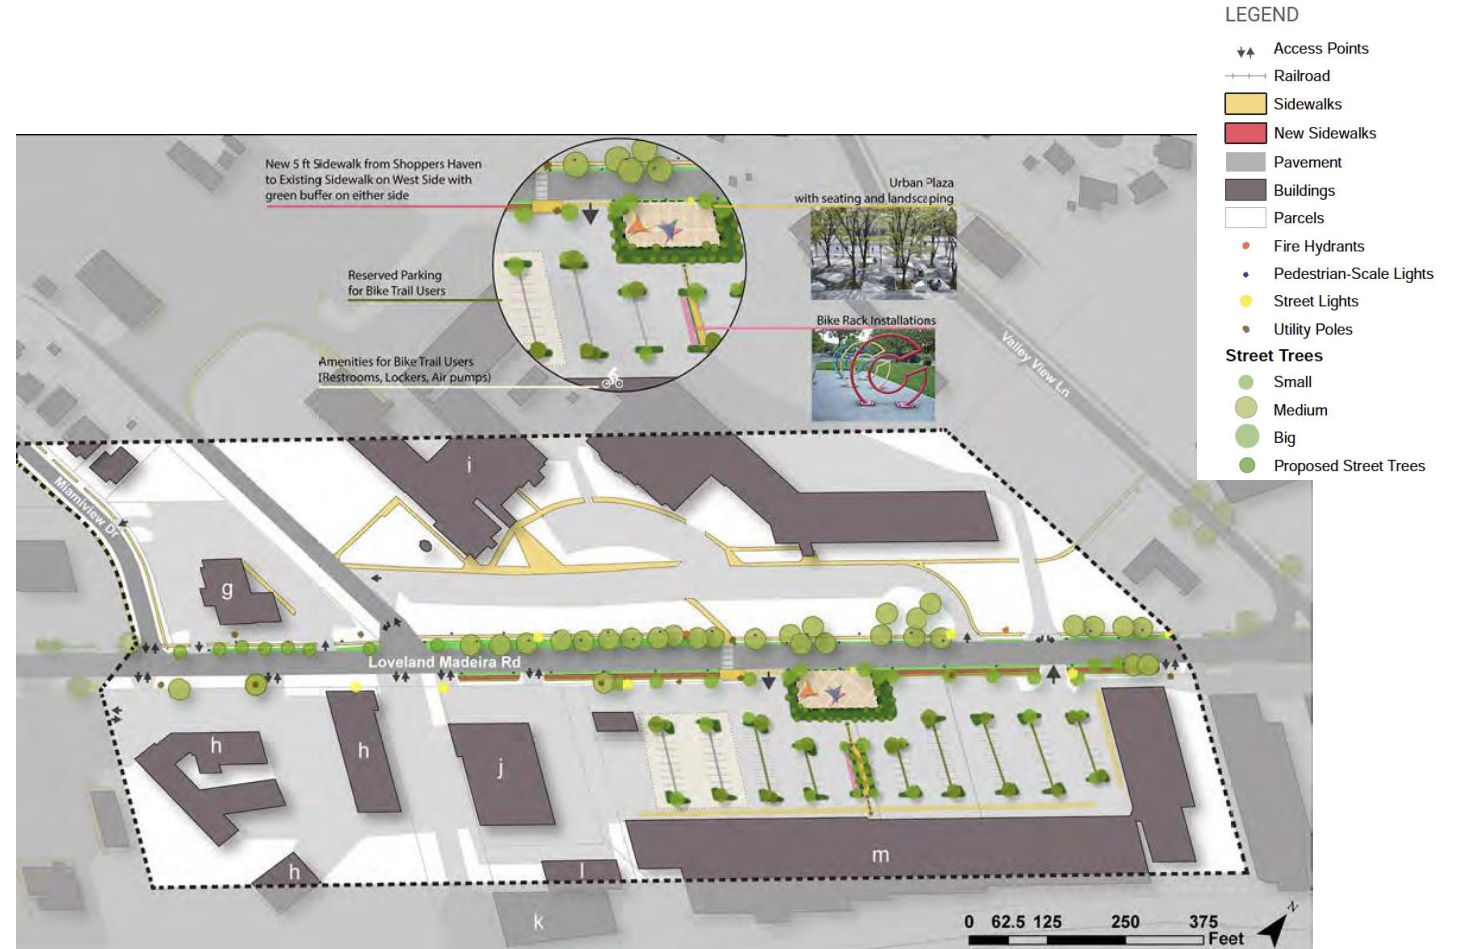 LEGEND
Access Points
Railroad
Sidewalks
New Sidewalks
Pavement
Buildings
Parcels
Fire Hydrants
Pedestrian-Scale Lights
Street Lights
Utility Poles
Street Trees
Small
Medium
Big
Proposed Street Trees
New 5 ft Sidewalk from Shoppers Haven
to Existing Sidewalk on West Side with
green buffer on either side
Urban Plaza
with seating and landscaping
Reserved Parking
for Bike Trail Users
Bike Rack Installations
Amenities for Bike Trail Users
(Restrooms, Lockers, Air pumps)
Valley View Ln
Miamiview Dr
i
g
Loveland Madeira Rd
h
h
j
h
l
m
k
0 62.5 125 250 375
Feet
N